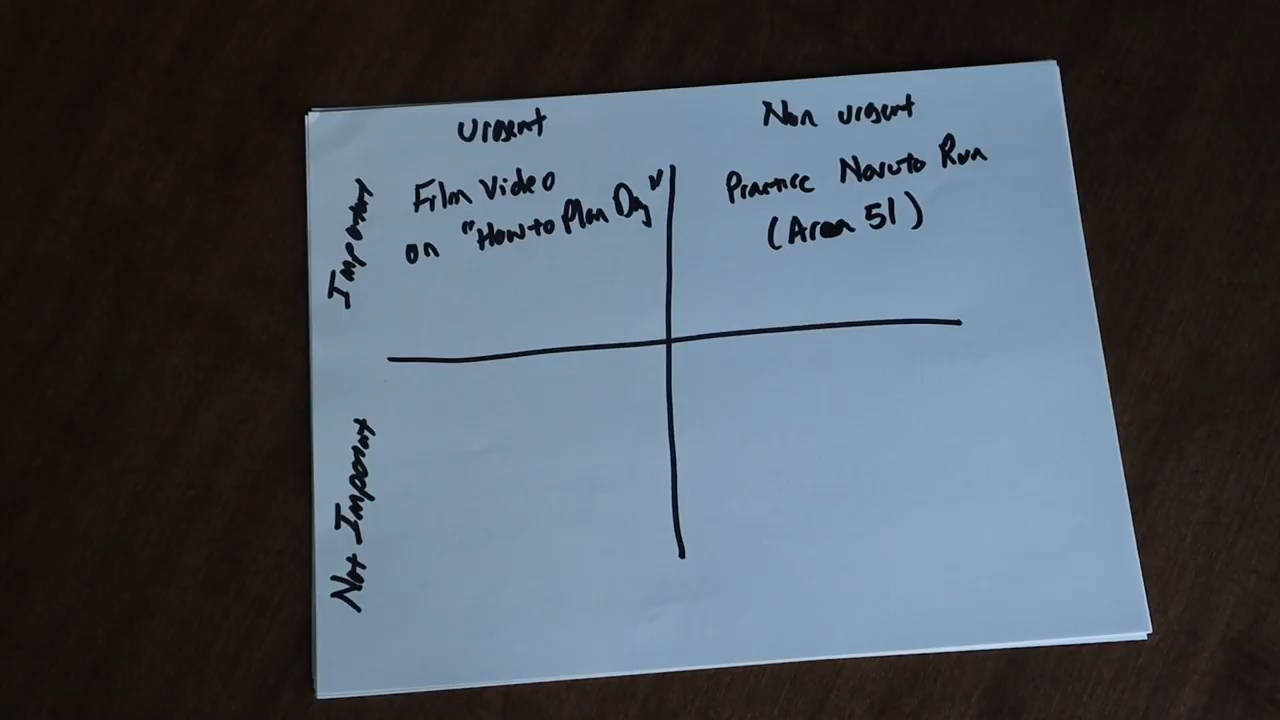 Urgent
Non urgent
Important
Film Video
on "How to Plan Day"
Practice Naruto Run
(Area 51)
Not Important